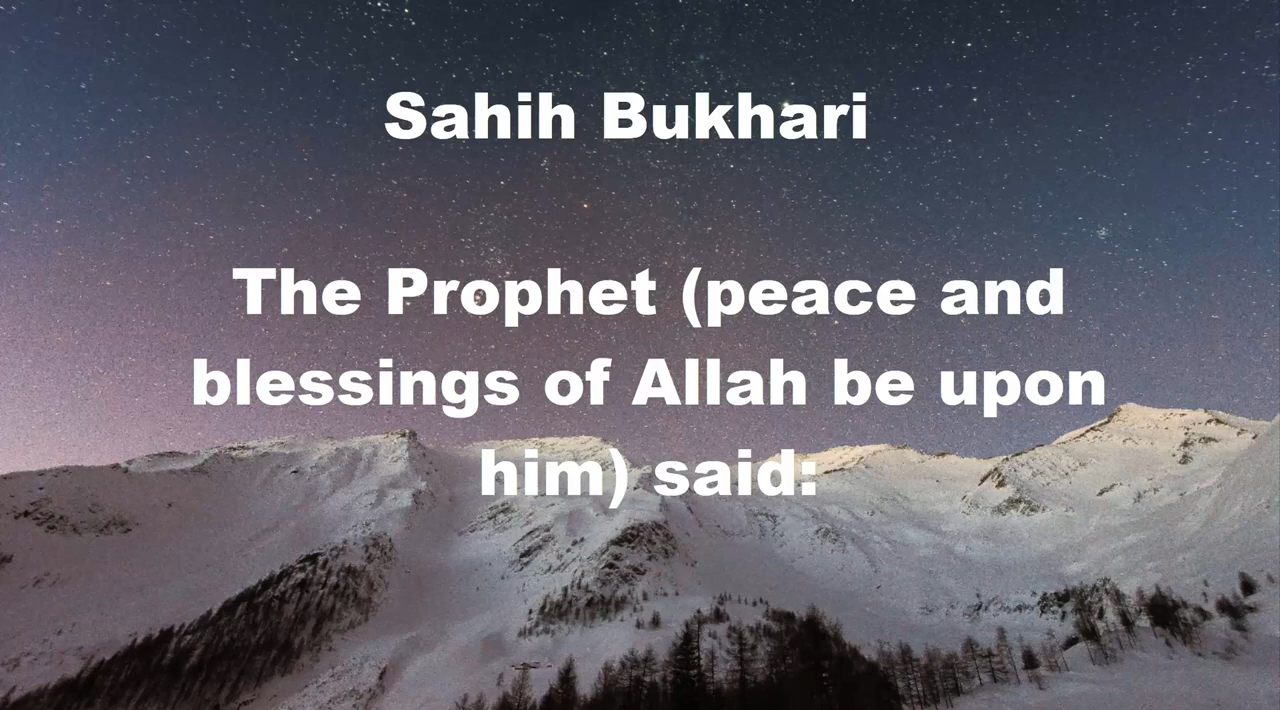 Sahih Bukhari
The Prophet (peace and
blessings of Allah be upon
him) said: